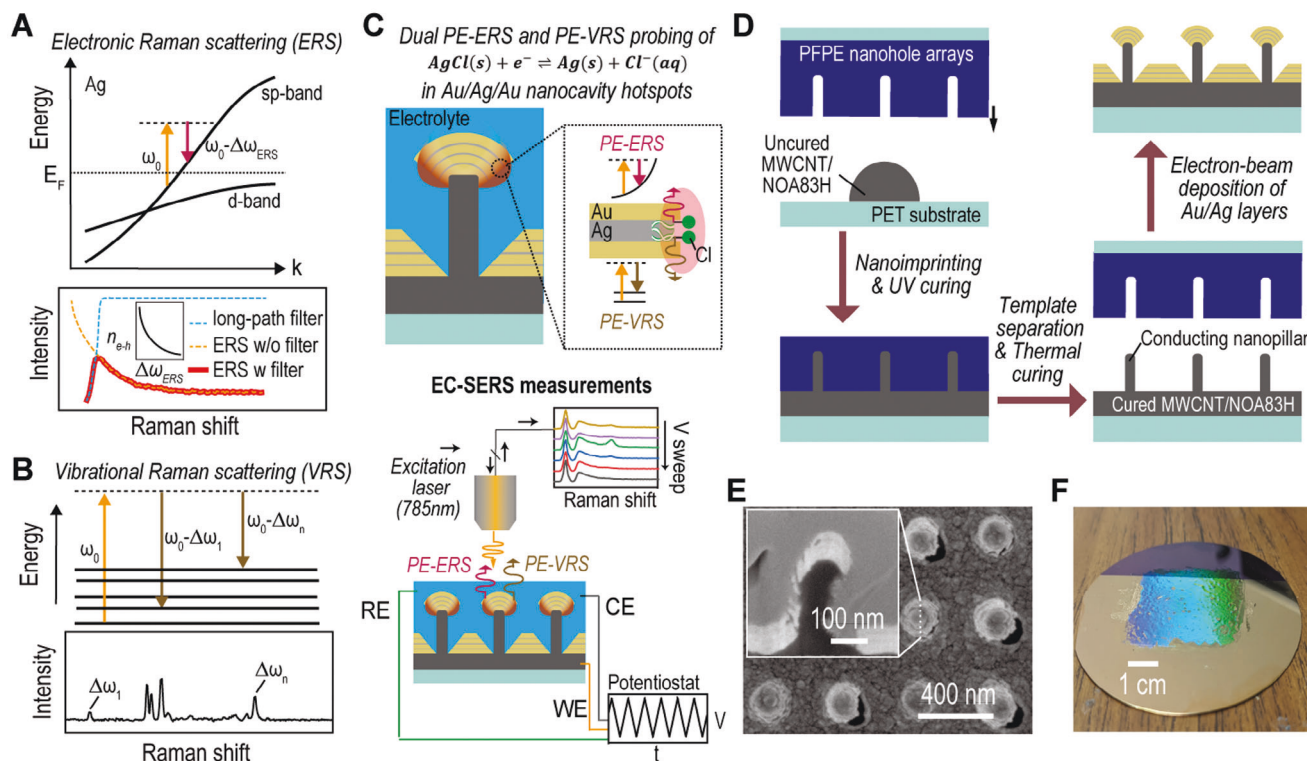 A
Electronic Raman scattering (ERS)
Ag
sp-band
ω0
ω0-ΔωERS
EF
d-band
Energy
k
Intensity
ne-h
ΔωERS
long-path filter
ERS w/o filter
ERS w filter
Raman shift
B
Vibrational Raman scattering (VRS)
Energy
ω0
ω0-Δω1
ω0-Δωn
Intensity
Δω1
Δωn
Raman shift
C
Dual PE-ERS and PE-VRS probing of
AgCl(s) + e⁻ ⇌ Ag(s) + Cl⁻(aq)
in Au/Ag/Au nanocavity hotspots
Electrolyte
PE-ERS
Au
Ag
Cl
PE-VRS
EC-SERS measurements
Excitation
laser
(785nm)
Raman shift
V sweep
PE-ERS
PE-VRS
RE
CE
WE
Potentiostat
V
t
D
PFPE nanohole arrays
Uncured
MWCNT/
NOA83H
PET substrate
Nanoimprinting
& UV curing
Template
separation
& Thermal
curing
Electron-beam
deposition of
Au/Ag layers
Conducting nanopillar
Cured MWCNT/NOA83H
E
100 nm
400 nm
F
1 cm